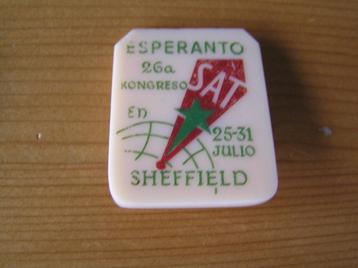 ESPERANTO
26a
KONGRESO
SAT
EN
25-31
JULIO
SHEFFIELD